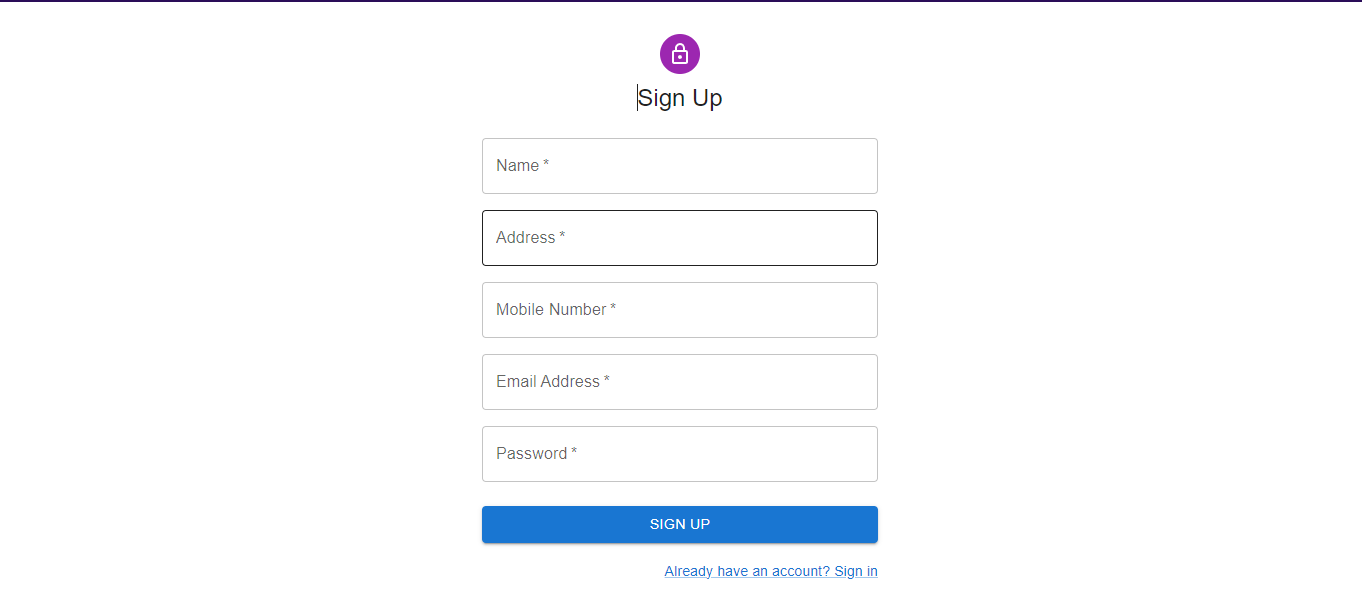 Sign Up
Name *
Address *
Mobile Number *
Email Address *
Password *
SIGN UP
Already have an account? Sign in